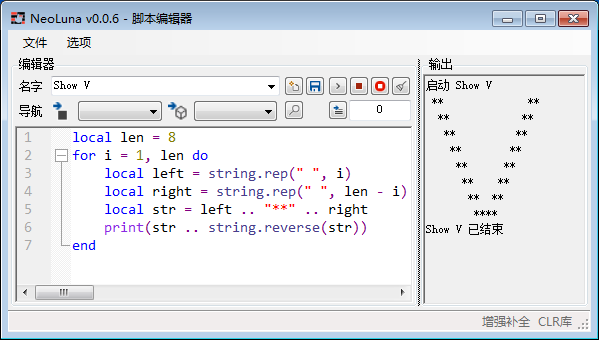 NeoLuna v0.0.6 - 脚本编辑器
文件 选项
编辑器
名字 Show V
导航 0
1 local len = 8
2 for i = 1, len do
3     local left = string.rep(" ", i)
4     local right = string.rep(" ", len - i)
5     local str = left .. "**" .. right
6     print(str .. string.reverse(str))
7 end
输出
启动 Show V
 **              **
  **            **
   **          **
    **        **
     **      **
      **    **
       **  **
        ****
Show V 已结束
增强补全 CLR库